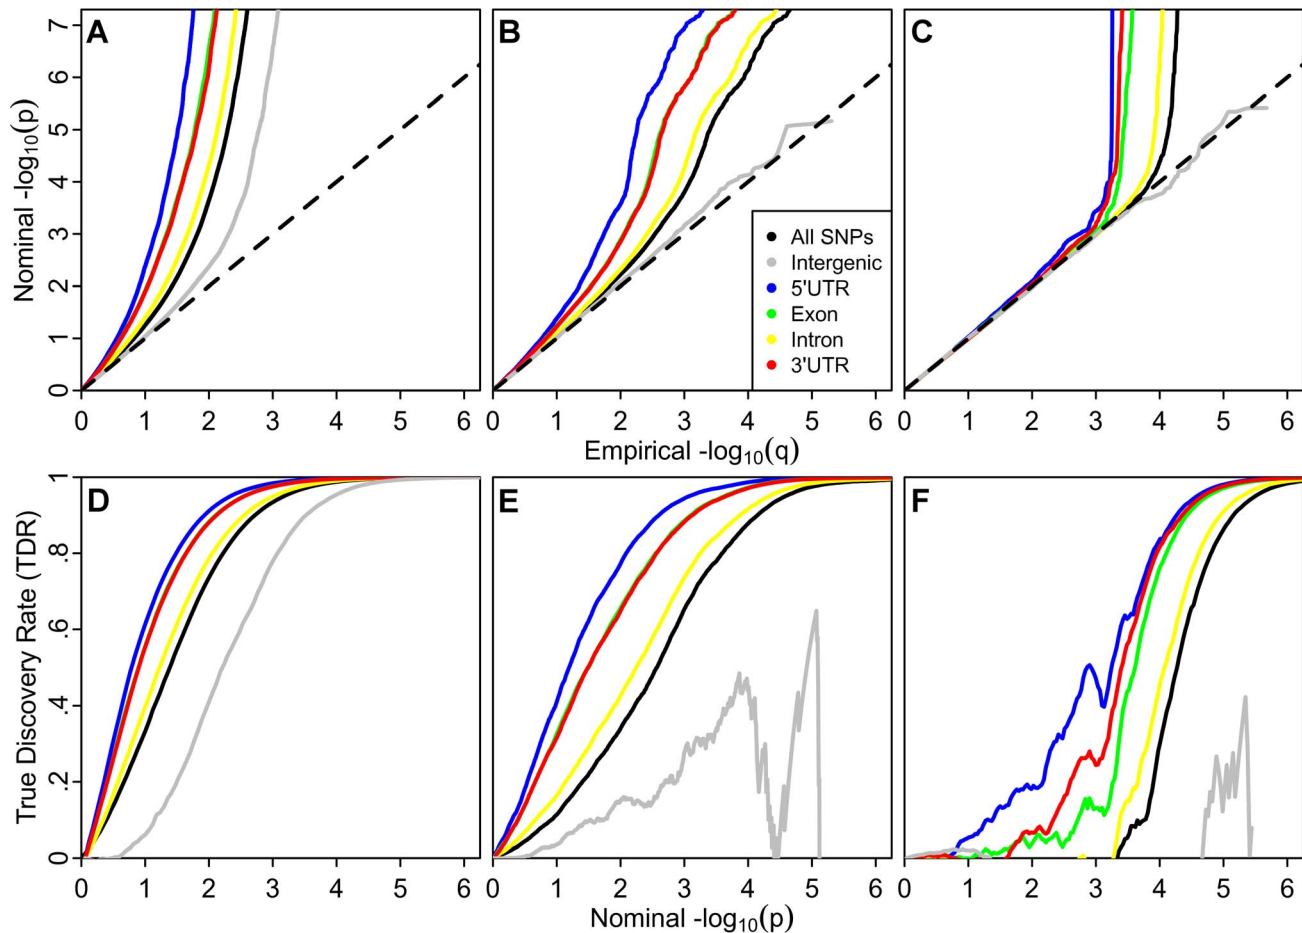 A
B
C
Nominal -log10(p)
7
6
5
4
3
2
1
0
All SNPs
Intergenic
5'UTR
Exon
Intron
3'UTR
0 1 2 3 4 5 6
0 1 2 3 4 5 6
0 1 2 3 4 5 6
Empirical -log10(q)
D
E
F
True Discovery Rate (TDR)
1
.8
.6
.4
.2
0
0 1 2 3 4 5 6
0 1 2 3 4 5 6
0 1 2 3 4 5 6
Nominal -log10(p)